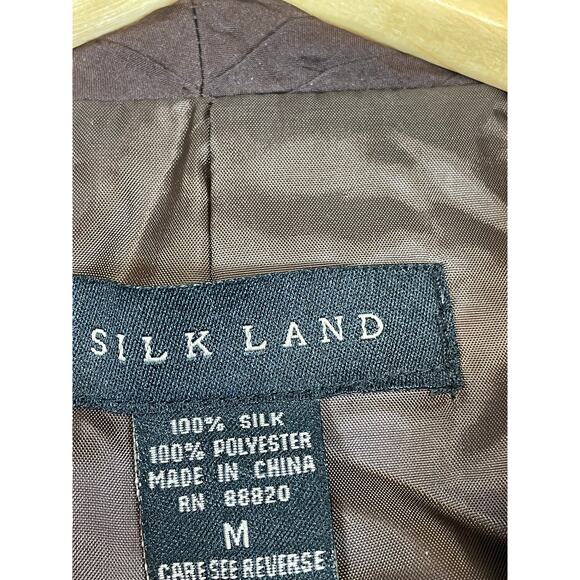 SILK LAND
100% SILK
100% POLYESTER
MADE IN CHINA
RN 88820
M
CARE SEE REVERSE